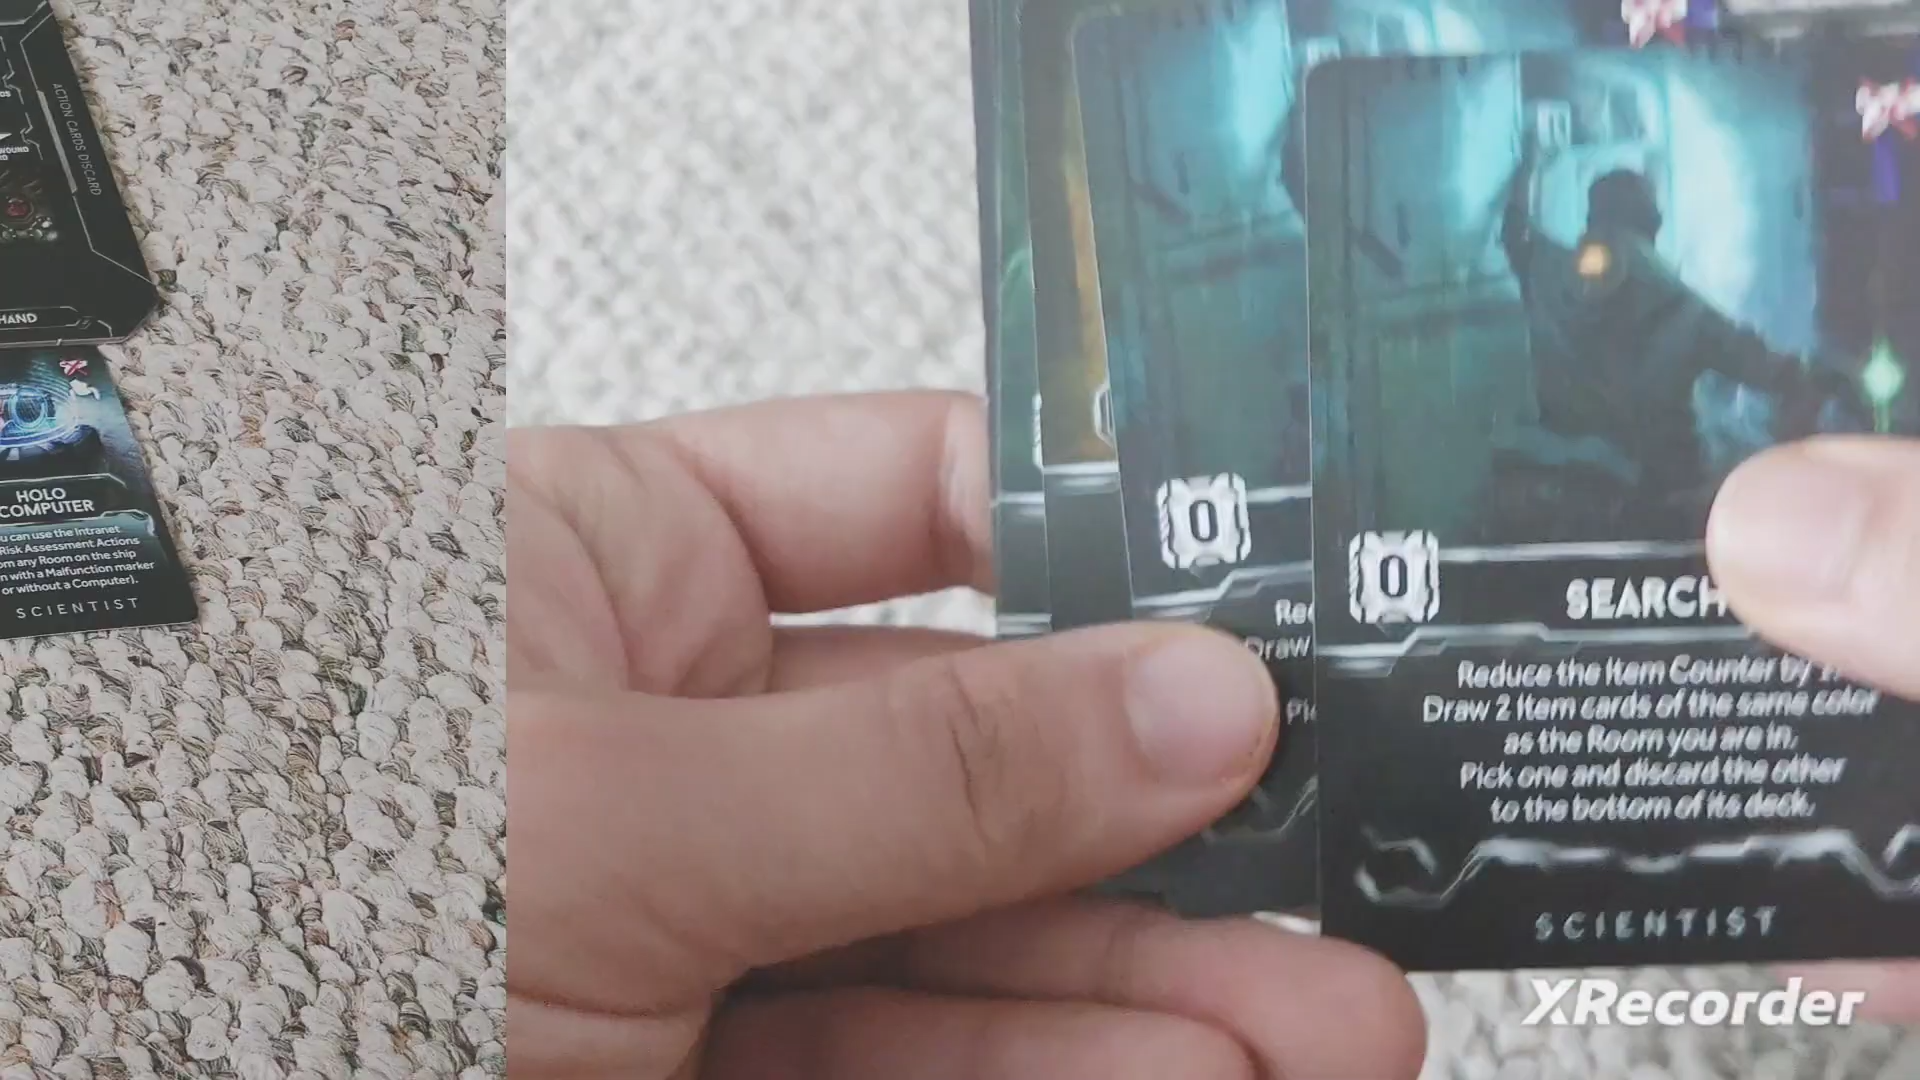 ACTION CARDS DISCARD
WOUND
HAND
HOLO
COMPUTER
can use the Intranet
Risk Assessment Actions
any Room on the ship
with a Malfunction marker
or without a Computer).
SCIENTIST
0
Draw
0
SEARCH
Reduce the Item Counter by 1.
Draw 2 Item cards of the same color
as the Room you are in.
Pick one and discard the other
to the bottom of its deck.
SCIENTIST
XRecorder